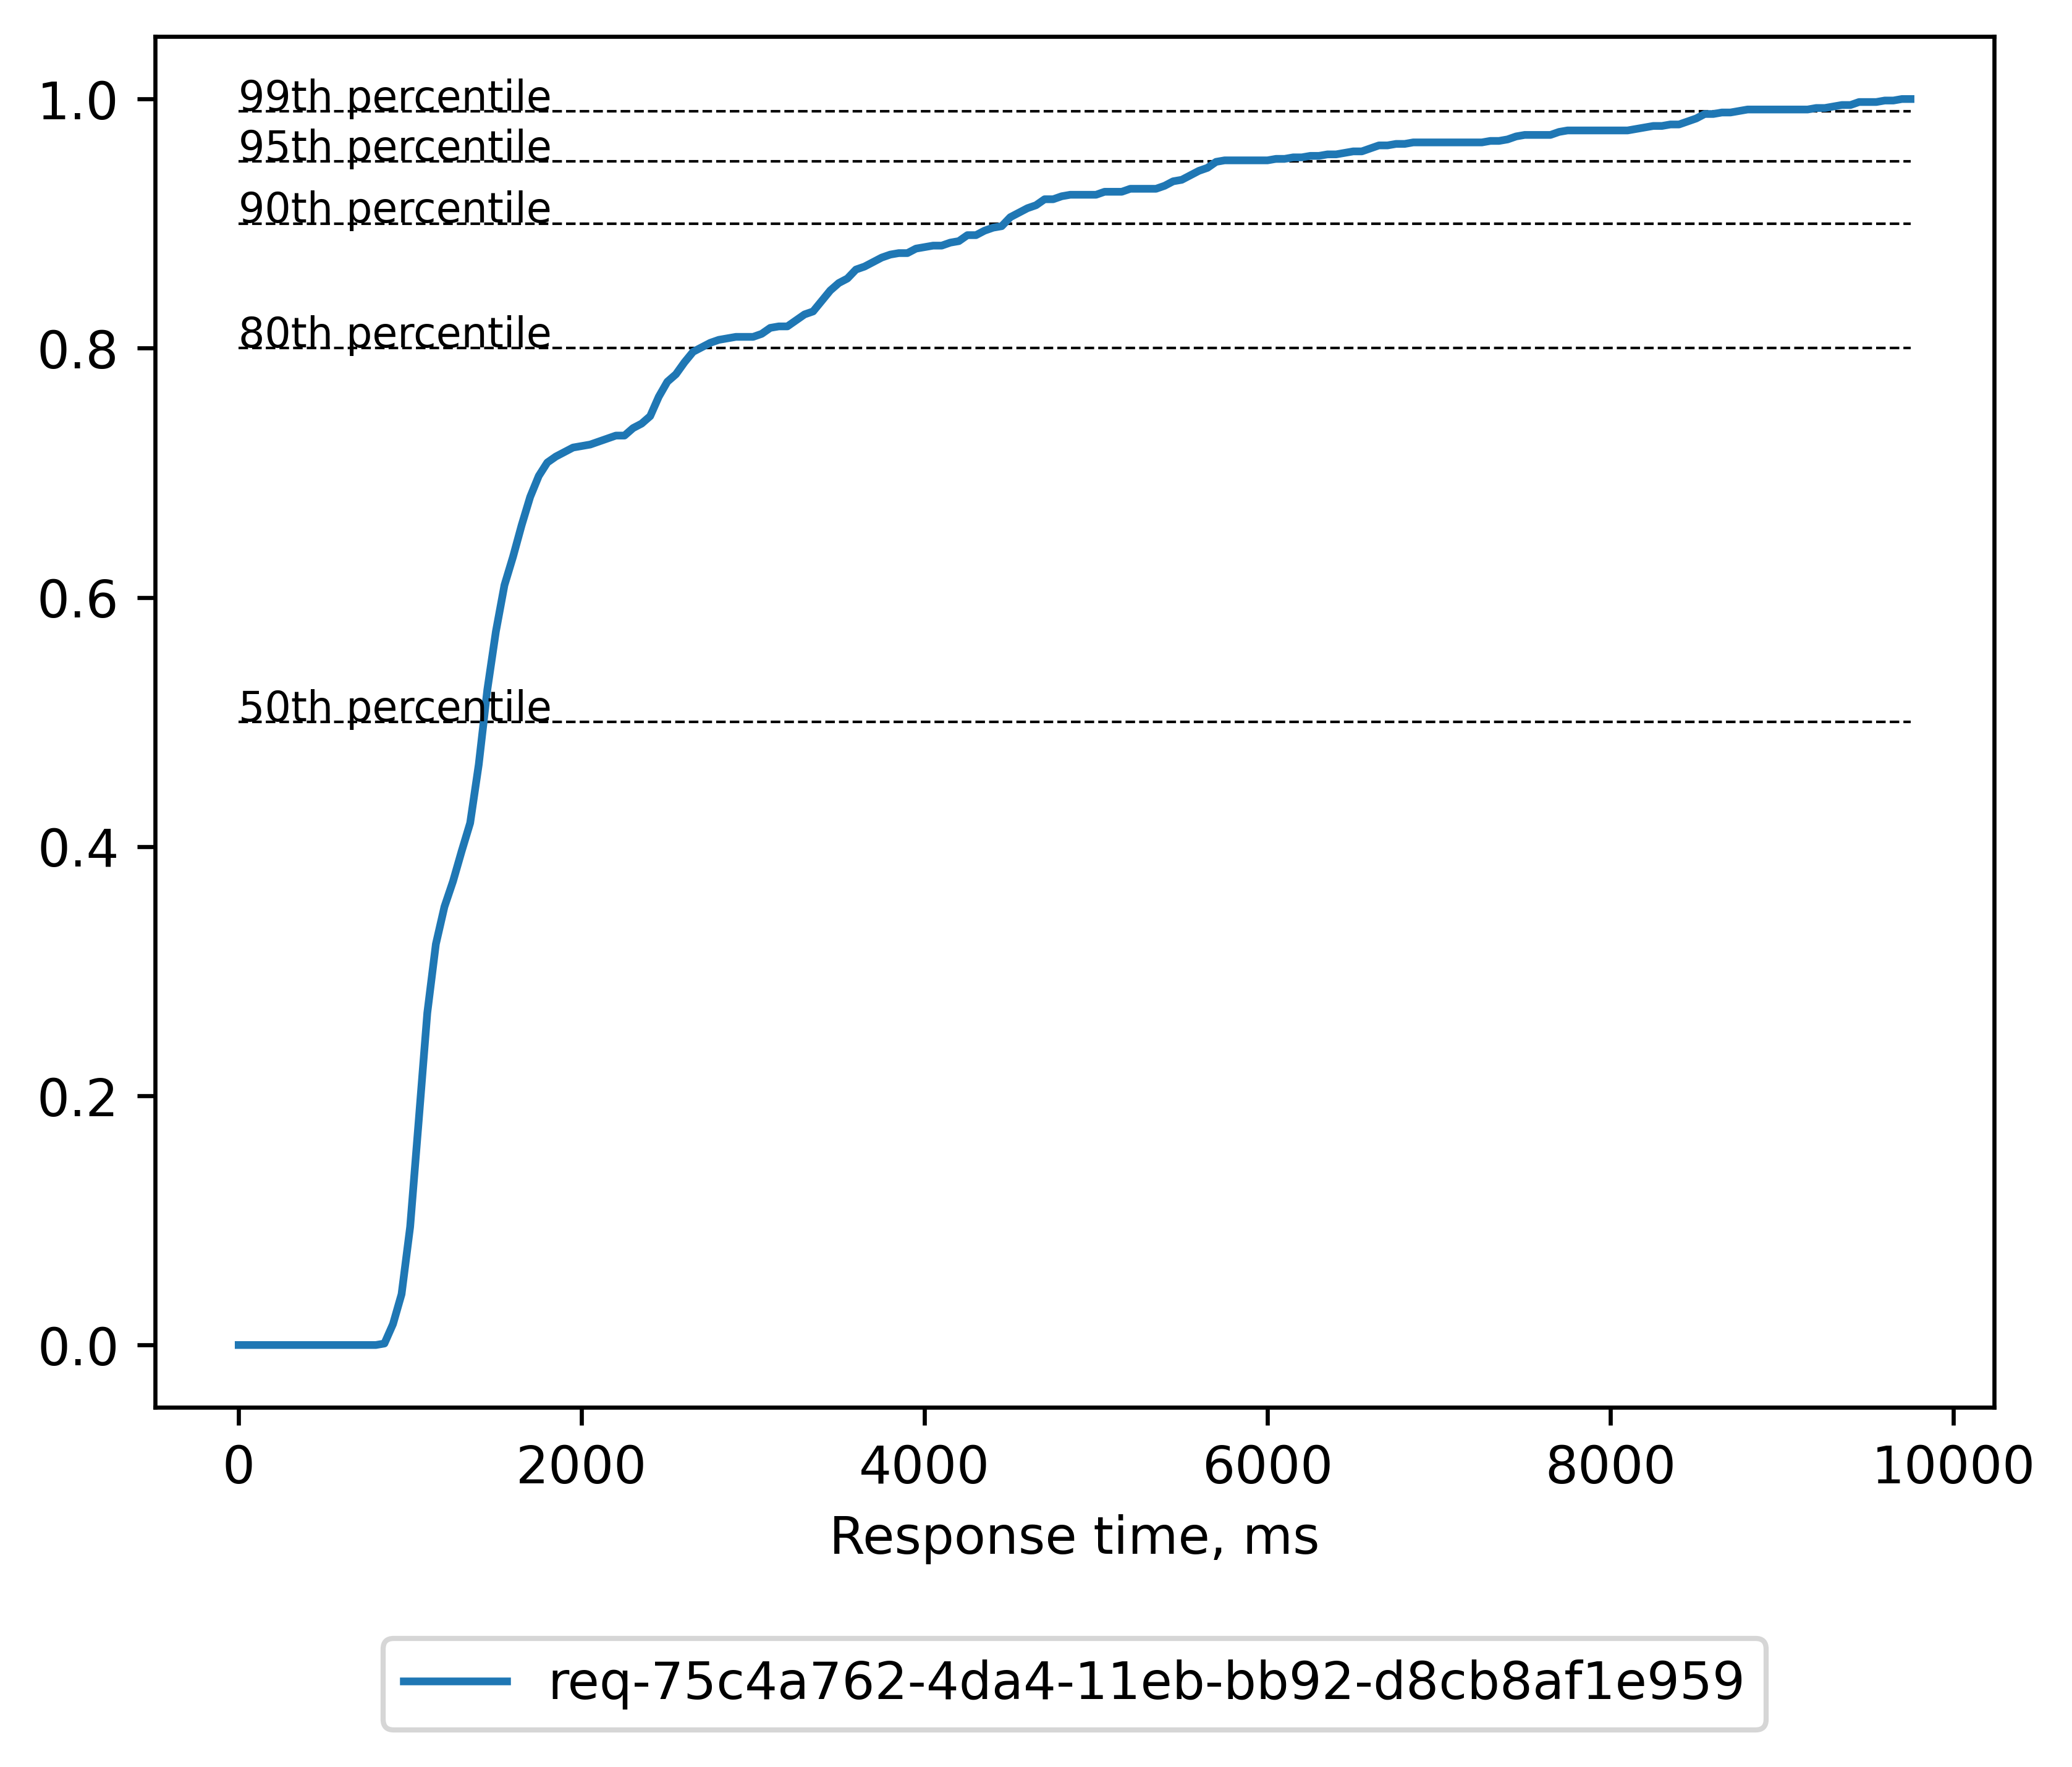 1.0
99th percentile
95th percentile
90th percentile
0.8
80th percentile
0.6
50th percentile
0.4
0.2
0.0
0 2000 4000 6000 8000 10000
Response time, ms
req-75c4a762-4da4-11eb-bb92-d8cb8af1e959